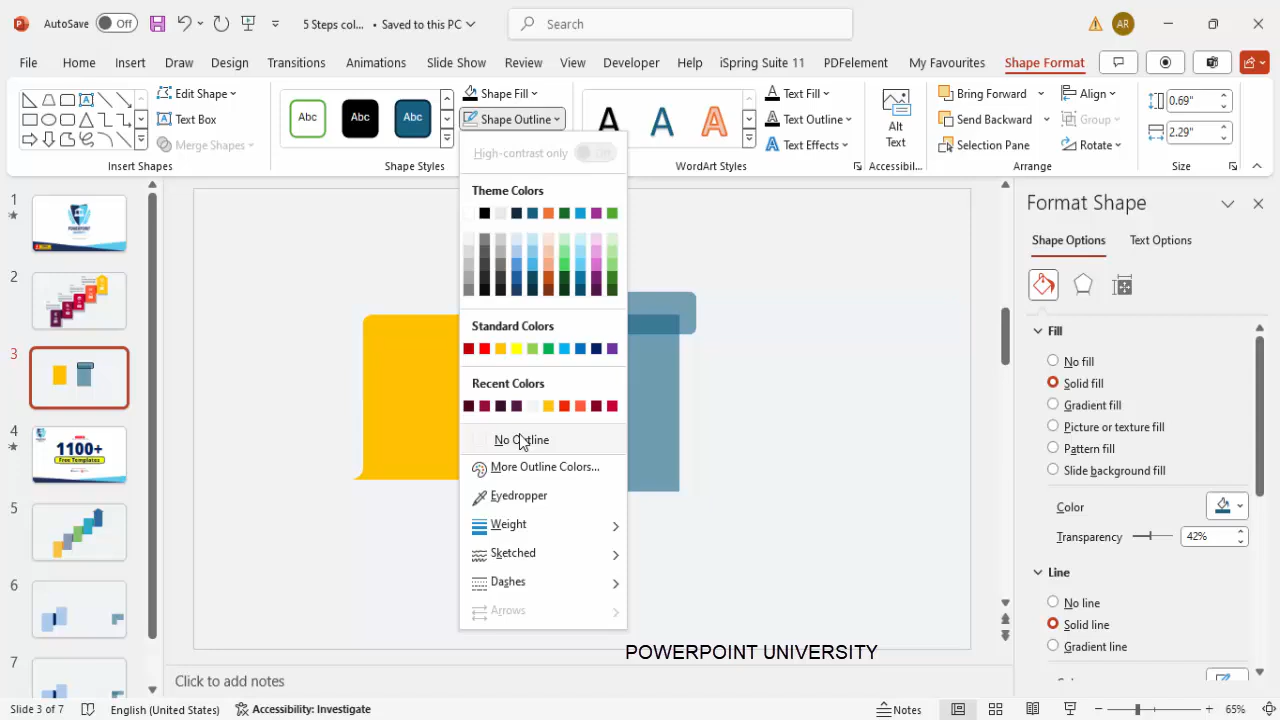 AutoSave Off 5 Steps col... • Saved to this PC Search AR
File Home Insert Draw Design Transitions Animations Slide Show Review View Developer Help iSpring Suite 11 PDFelement My Favourites Shape Format
Edit Shape Abc Abc Abc Shape Fill A A A Text Fill Bring Forward Align 0.69"
Text Box Shape Outline Text Outline Alt Text Send Backward Group 2.29"
Merge Shapes Text Effects Selection Pane Rotate
Insert Shapes Shape Styles WordArt Styles Accessibil... Arrange Size
High-contrast only Off
Theme Colors
Standard Colors
Recent Colors
No Outline
More Outline Colors...
Eyedropper
Weight
Sketched
Dashes
Arrows
1
2
3
4
1100+
Free Templates
5
6
7
Format Shape
Shape Options Text Options
Fill
No fill
Solid fill
Gradient fill
Picture or texture fill
Pattern fill
Slide background fill
Color
Transparency 42%
Line
No line
Solid line
Gradient line
POWERPOINT UNIVERSITY
Click to add notes
Slide 3 of 7 English (United States) Accessibility: Investigate Notes 65%